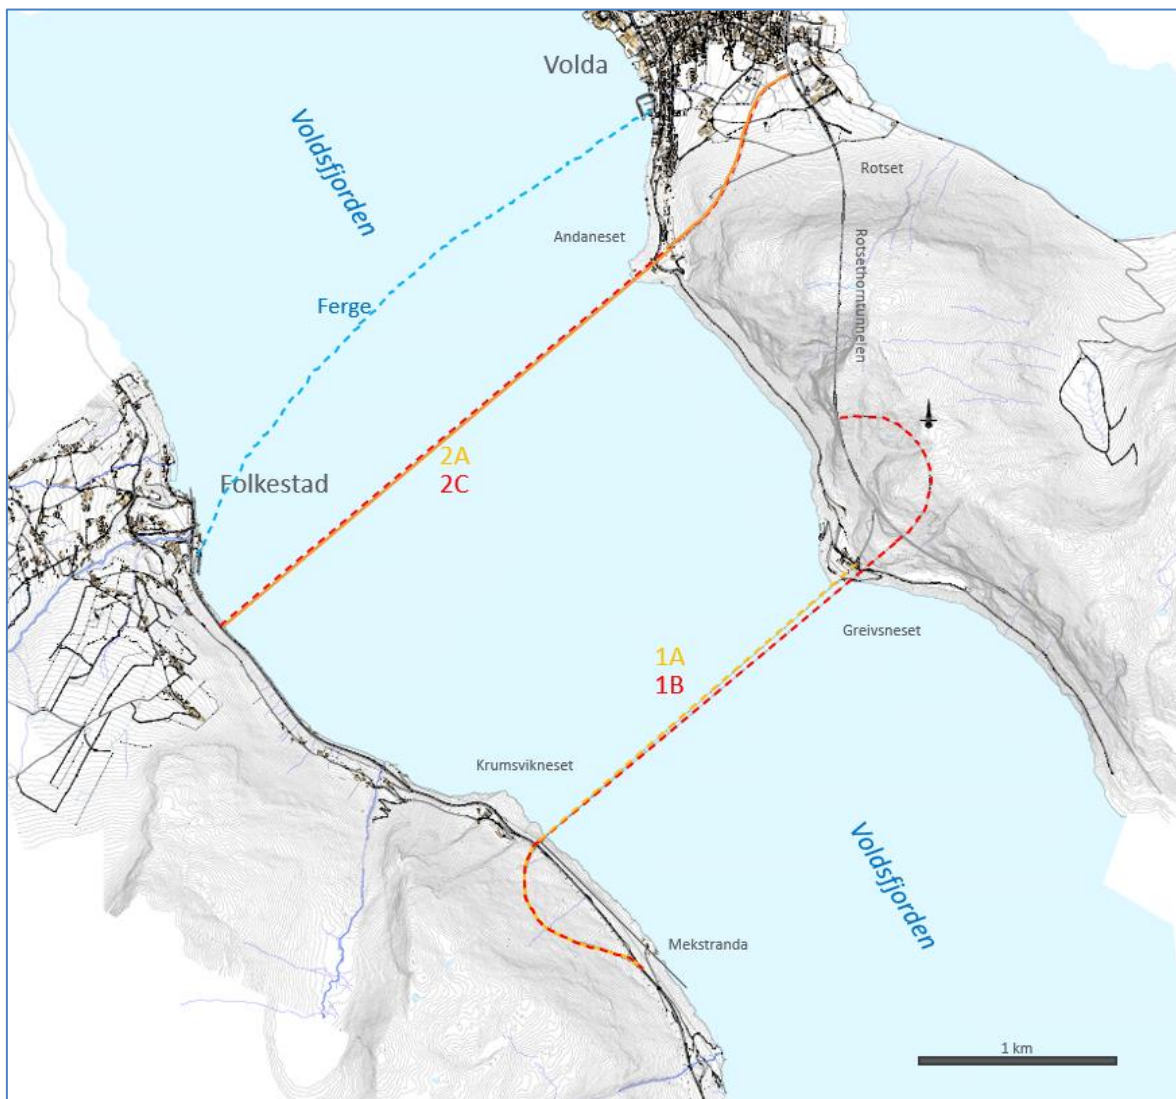 Volda
Voldsfjorden
Rotset
Andaneset
Rotsethorntunnelen
Ferge
2A
2C
Folkestad
Greivsneset
1A
1B
Krumsvikneset
Voldsfjorden
Mekstranda
1 km